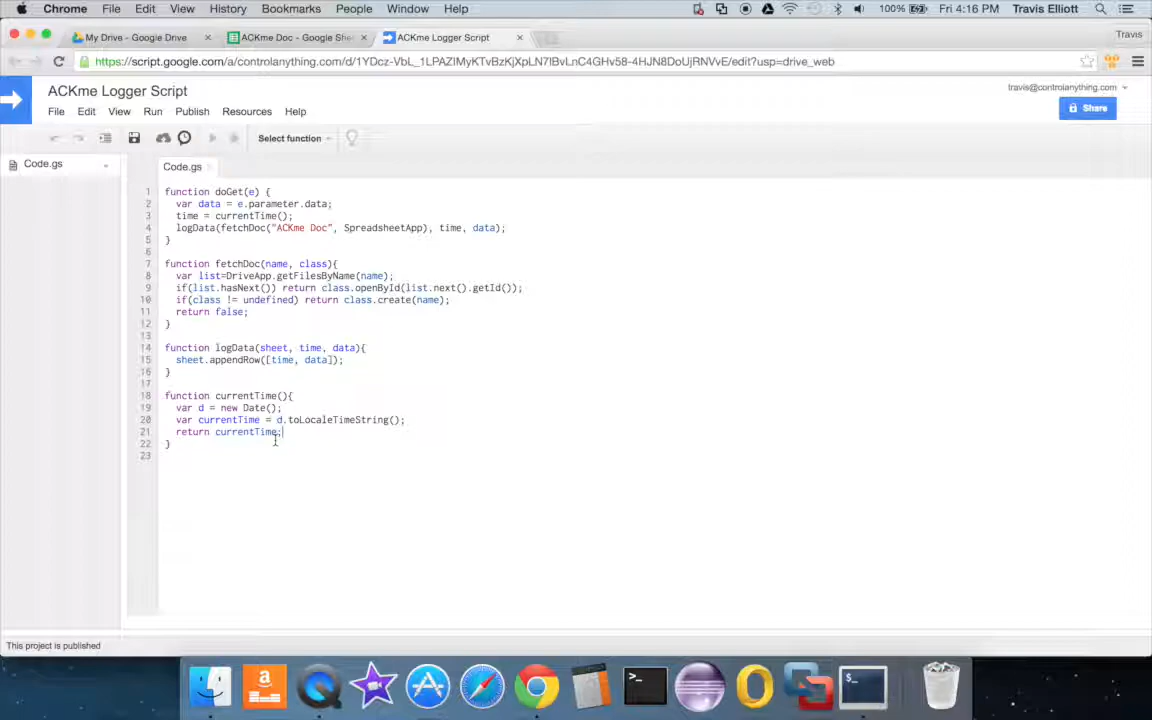 Chrome File Edit View History Bookmarks People Window Help 100% Fri 4:16 PM Travis Elliott
My Drive - Google Drive ACKme Doc - Google She ACKme Logger Script Travis
https://script.google.com/a/controlanything.com/d/
ACKme Logger Script travis@controlanything.com
File Edit View Run Publish Resources Help Share
Select function
Code.gs Code.gs
1 function doGet(e) {
2 var data = e.parameter.data;
3 time = currentTime();
4 logData(fetchDoc("ACKme Doc", SpreadsheetApp), time, data);
5 }
6
7 function fetchDoc(name, class){
8 var list=DriveApp.getFilesByName(name);
9 if(list.hasNext()) return class.openById(list.next().getId());
10 if(class != undefined) return class.create(name);
11 return false;
12 }
13
14 function logData(sheet, time, data){
15 sheet.appendRow([time, data]);
16 }
17
18 function currentTime(){
19 var d = new Date();
20 var currentTime = d.toLocaleTimeString();
21 return currentTime;
22 }
23
This project is published